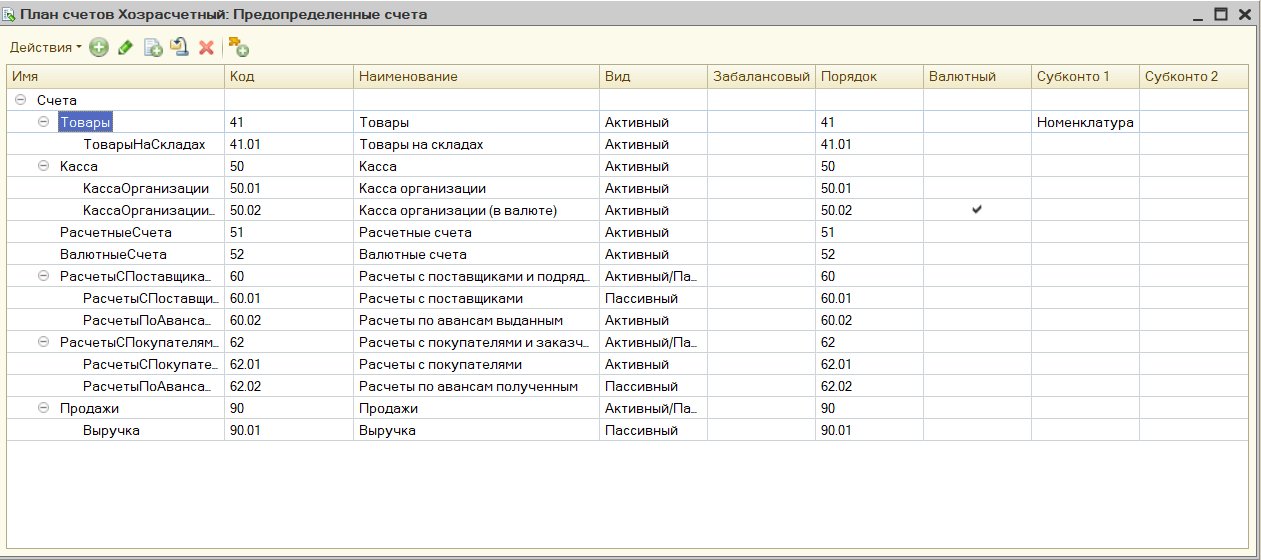 План счетов Хозрасчетный: Предопределенные счета
Действия
Имя Код Наименование Вид Забалансовый Порядок Валютный Субконто 1 Субконто 2
Счета
Товары 41 Товары Активный 41 Номенклатура
ТоварыНаСкладах 41.01 Товары на складах Активный 41.01
Касса 50 Касса Активный 50
КассаОрганизации 50.01 Касса организации Активный 50.01
КассаОрганизации... 50.02 Касса организации (в валюте) Активный 50.02
РасчетныеСчета 51 Расчетные счета Активный 51
ВалютныеСчета 52 Валютные счета Активный 52
РасчетыСПоставщика... 60 Расчеты с поставщиками и подряд... Активный/Па... 60
РасчетыСПоставщи... 60.01 Расчеты с поставщиками Пассивный 60.01
РасчетыПоАванса... 60.02 Расчеты по авансам выданным Активный 60.02
РасчетыСПокупателям... 62 Расчеты с покупателями и заказч... Активный/Па... 62
РасчетыСПокупате... 62.01 Расчеты с покупателями Активный 62.01
РасчетыПоАванса... 62.02 Расчеты по авансам полученным Пассивный 62.02
Продажи 90 Продажи Активный/Па... 90
Выручка 90.01 Выручка Пассивный 90.01